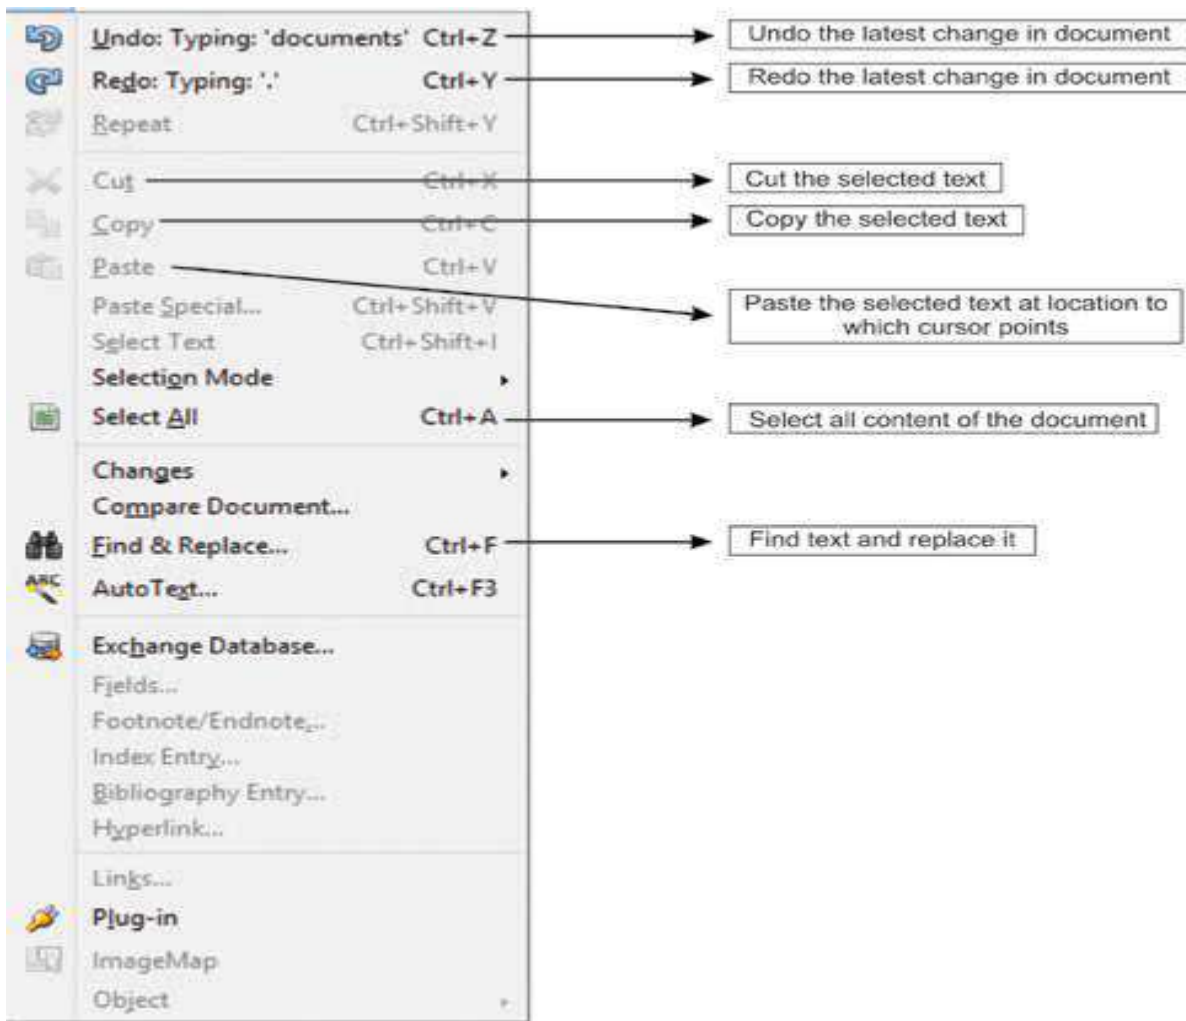 Undo: Typing: 'documents' Ctrl+Z Undo the latest change in document
Redo: Typing: '.' Ctrl+Y Redo the latest change in document
Repeat Ctrl+Shift+Y
Cut Ctrl+X Cut the selected text
Copy Ctrl+C Copy the selected text
Paste Ctrl+V
Paste Special... Ctrl+Shift+V Paste the selected text at location to
which cursor points
Select Text Ctrl+Shift+I
Selection Mode
Select All Ctrl+A Select all content of the document
Changes
Compare Document...
Find & Replace... Ctrl+F Find text and replace it
ABC
AutoText... Ctrl+F3
Exchange Database...
Fields...
Footnote/Endnote...
Index Entry...
Bibliography Entry...
Hyperlink...
Links...
Plug-in
ImageMap
Object